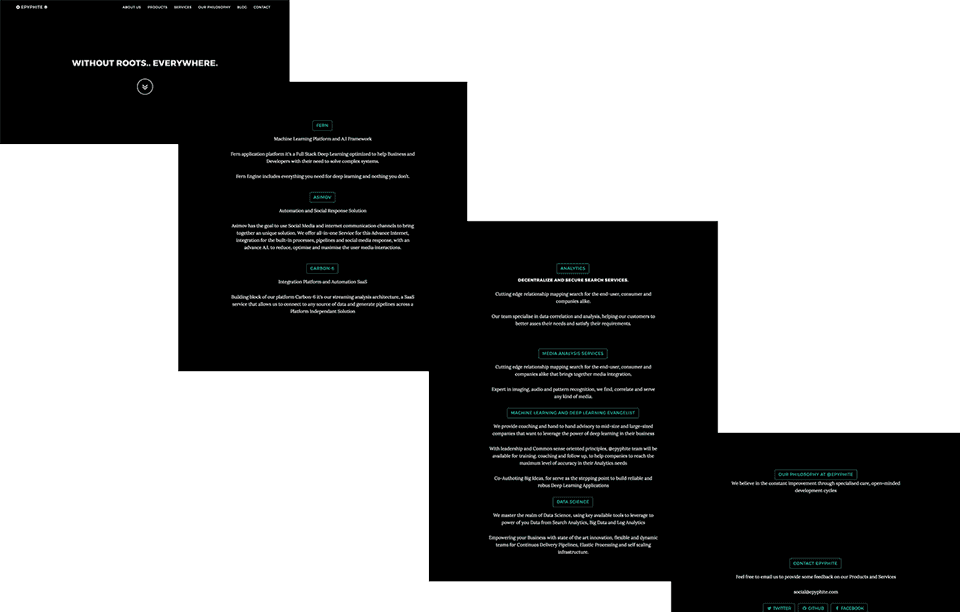 EPYPHITE
ABOUT US PRODUCTS SERVICES OUR PHILOSOPHY BLOG CONTACT
WITHOUT ROOTS.. EVERYWHERE.
FERN
Machine Learning Platform and A.I Framework
Fern application platform it's a Full Stack Deep Learning optimized to help Business and
Developers with their need to solve complex systems.
Fern Engine includes everything you need for deep learning and nothing you don't.
ASIMOV
Automation and Social Response Solution
Asimov has the goal to use Social Media and internet communication channels to bring
together an unique solution. We offer all-in-one Service for this Advance Internet,
integration for the built-in processes, pipelines and social media response, with an
advance A.I. to reduce, optimise and maximise the user media interactions.
CARBON-6
Integration Platform and Automation SaaS
Building block of our platform Carbon-6 it's our streaming analysis architecture, a SaaS
service that allows us to connect to any source of data and generate pipelines across a
Platform Independant Solution
ANALYTICS
DECENTRALIZE AND SECURE SEARCH SERVICES.
Cutting edge relationship mapping search for the end-user, consumer and
companies alike.
Our team specialise in data correlation and analysis, helping our customers to
better asses their needs and satisfy their requirements.
MEDIA ANALYSIS SERVICES
Cutting edge relationship mapping search for the end-user, consumer and
companies alike that brings together media integration.
Expert in imaging, audio and pattern recognition, we find, correlate and serve
any kind of media.
MACHINE LEARNING AND DEEP LEARNING EVANGELIST
We provide coaching and hand to hand advisory to mid-size and large-sized
companies that want to leverage the power of deep learning in their business
With leadership and Common sense oriented principles, @epyphite team will be
available for training, coaching and follow up, to help companies to reach the
maximum level of accuracy in their Analytics needs
Co-Authoting Big Ideas, for serve as the stepping point to build reliable and
robus Deep Learning Applications
DATA SCIENCE
We master the realm of Data Science, using key available tools to leverage to
power of you Data from Search Analytics, Big Data and Log Analytics
Empowering your Business with state of the art innovation, flexible and dynamic
teams for Continuos Delivery Pipelines, Elastic Processing and self scaling
infrastructure.
OUR PHILOSOPHY AT @EPYPHITE
We believe in the constant improvement through specialised care, open-minded
development cycles
CONTACT EPYPHITE
Feel free to email us to provide some feedback on our Products and Services
social@epyphite.com
TWITTER GITHUB FACEBOOK